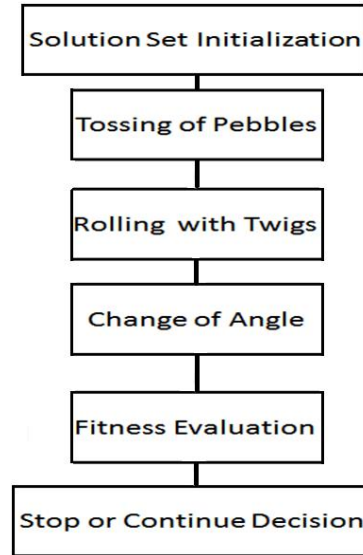 Solution Set Initialization
Tossing of Pebbles
Rolling with Twigs
Change of Angle
Fitness Evaluation
Stop or Continue Decision